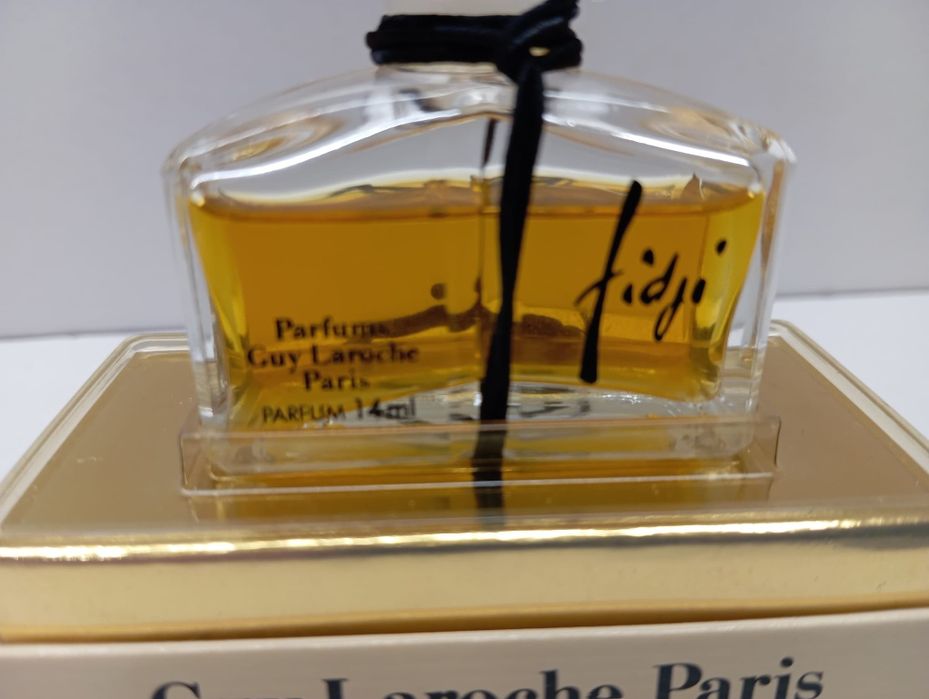 fidji
Parfums
Guy Laroche
Paris
PARFUM 14ml
Guy Laroche Paris